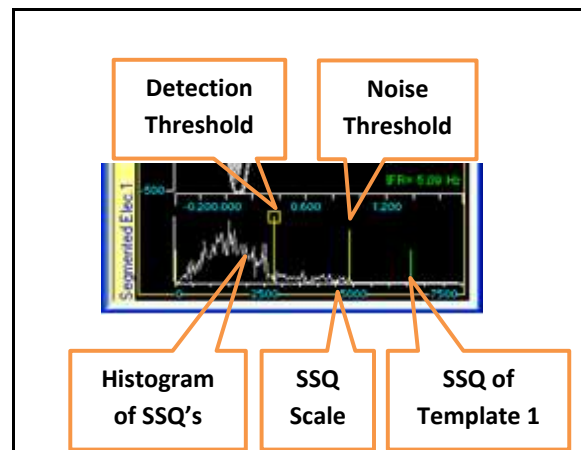 Detection
Threshold
Noise
Threshold
Segmented Elec.1
-500
IFR= 5.09 Hz
-0.200.000 0.600 1.200
0 2500 5000 7500
Histogram
of SSQ's
SSQ
Scale
SSQ of
Template 1